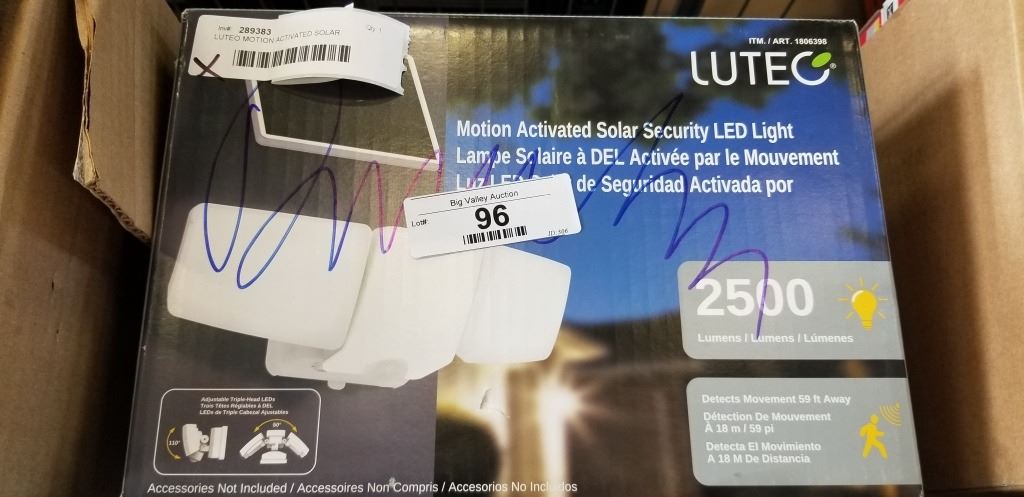 Inv#: 289383 Qty 1
LUTEO MOTION ACTIVATED SOLAR
ITM. / ART. 1806398
LUTEC®
Motion Activated Solar Security LED Light
Lampe Solaire à DEL Activée par le Mouvement
Luz LED de Seguridad Activada por
Big Valley Auction
Lot#: 96
2500
Lumens / Lumens / Lúmenes
Detects Movement 59 ft Away
Détection De Mouvement
À 18 m / 59 pi
Detecta El Movimiento
A 18 M De Distancia
Adjustable Triple-Head LEDs
Trois Têtes Réglables à DEL
LEDs de Triple Cabezal Ajustables
110°
90°
Accessories Not Included / Accessoires Non Compris / Accesorios No Incluidos